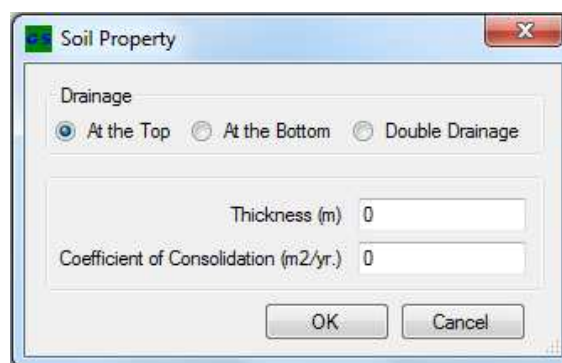 GS Soil Property
Drainage
At the Top At the Bottom Double Drainage
Thickness (m) 0
Coefficient of Consolidation (m2/yr.) 0
OK Cancel